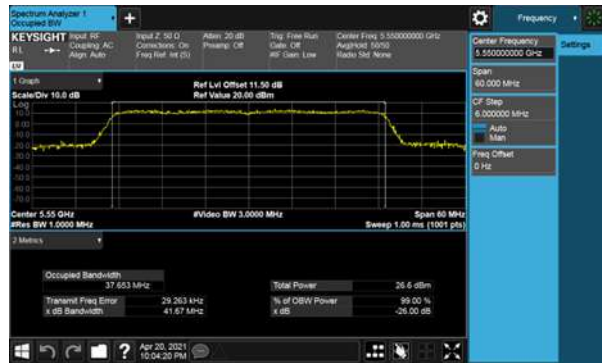 Spectrum Analyzer 1
Occupied BW
+
Frequency
KEYSIGHT
Input: RF
Input Z: 50 Ω
Atten: 20 dB
Trig: Free Run
Center Freq: 5.550000000 GHz
RL
Coupling: AC
Corrections: On
Preamp: Off
Gate: Off
Avg|Hold: 50/50
Align: Auto
Freq Ref: Int (S)
#IF Gain: Low
Radio Std: None
LV
1 Graph
Ref Lvl Offset 11.50 dB
Scale/Div 10.0 dB
Ref Value 20.00 dBm
Log
10.0
0.0
-10.0
-20.0
-30.0
-40.0
-50.0
-60.0
-70.0
Center 5.55 GHz
#Video BW 3.0000 MHz
Span 60 MHz
#Res BW 1.0000 MHz
Sweep 1.00 ms (1001 pts)
2 Metrics
Occupied Bandwidth
37.653 MHz
Total Power
26.6 dBm
Transmit Freq Error
29.263 kHz
% of OBW Power
99.00 %
x dB Bandwidth
41.67 MHz
x dB
-26.00 dB
Center Frequency
5.550000000 GHz
Settings
Span
60.000 MHz
CF Step
6.000000 MHz
Auto
Man
Freq Offset
0 Hz
?
Apr 20, 2021
10:04:20 PM